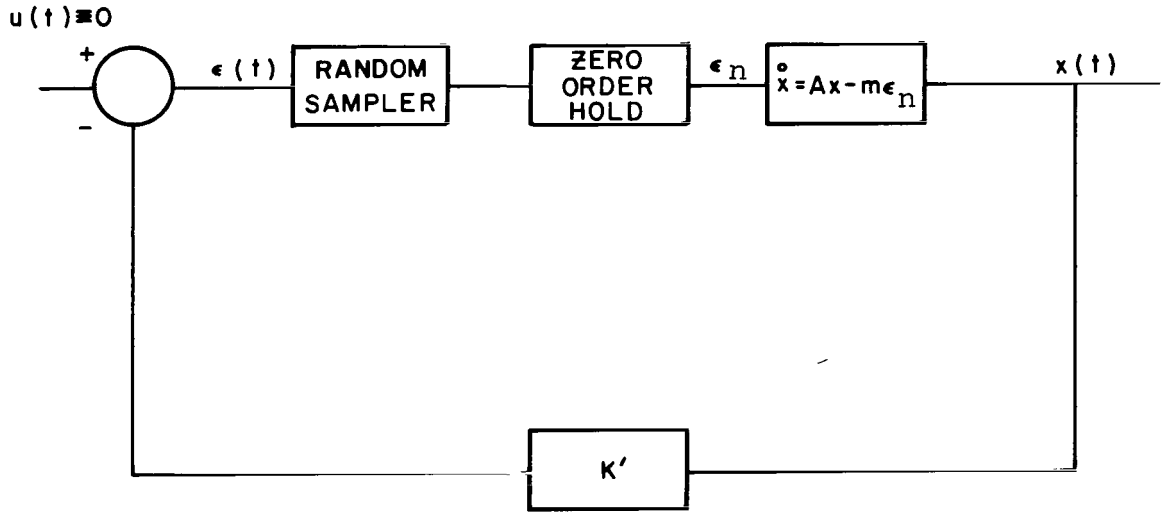 u(t)≡0
+
-
ϵ(t)
RANDOM
SAMPLER
ZERO
ORDER
HOLD
ϵn
x̊=Ax-mϵn
x(t)
K′